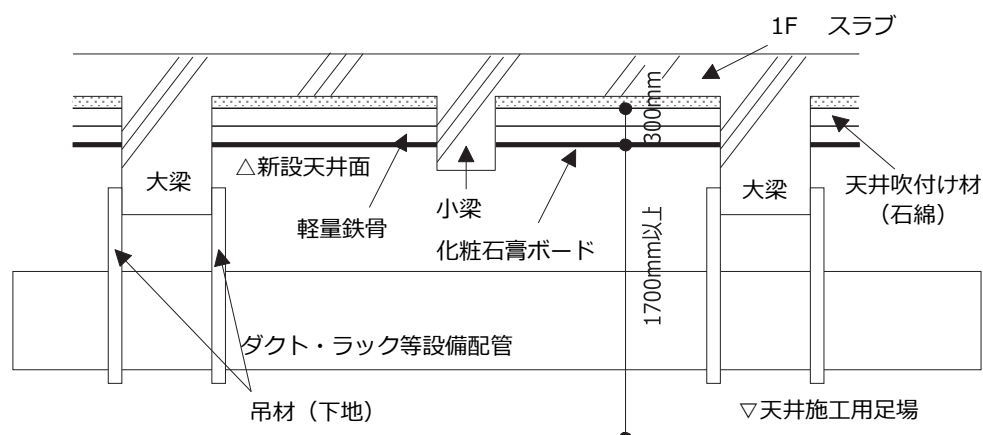 1F スラブ
300mm
△新設天井面
大梁
大梁
天井吹付け材
（石綿）
小梁
軽量鉄骨
化粧石膏ボード
1700mm以上
ダクト・ラック等設備配管
吊材（下地）
▽天井施工用足場